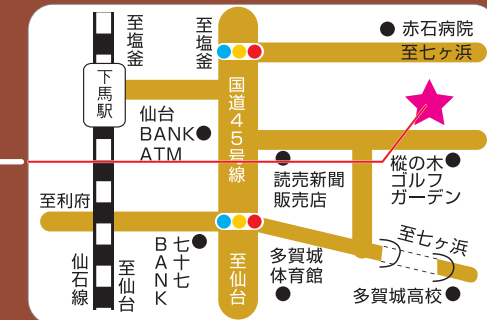 至塩釜
至塩釜
赤石病院
至七ヶ浜
下馬駅
国道45号線
仙台
BANK
ATM
樅の木
ゴルフ
ガーデン
読売新聞
販売店
至利府
至七ヶ浜
仙石線
至仙台
七十七
BANK
至仙台
多賀城
体育館
多賀城高校